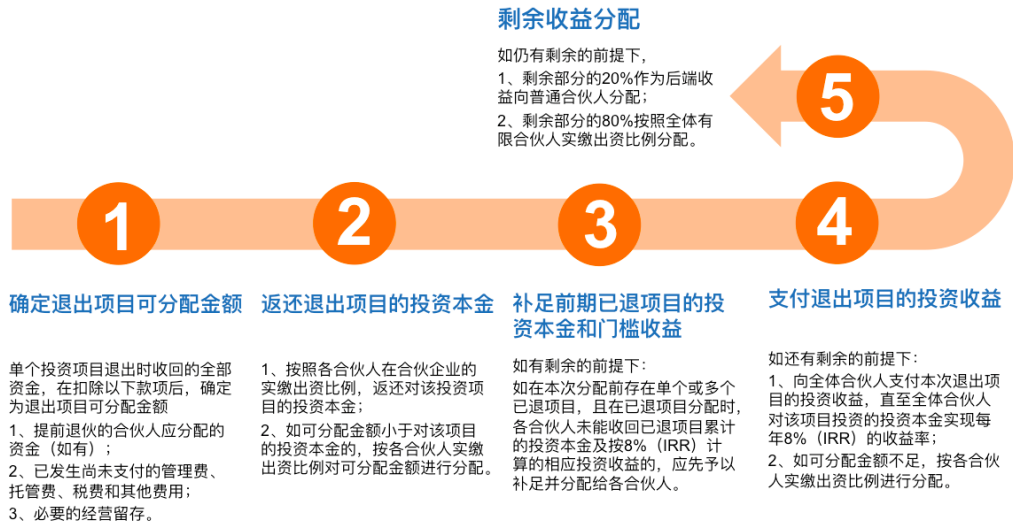 1
确定退出项目可分配金额
单个投资项目退出时收回的全部
资金，在扣除以下款项后，确定
为退出项目可分配金额
1、提前退伙的合伙人应分配的
资金（如有）；
2、已发生尚未支付的管理费、
托管费、税费和其他费用；
3、必要的经营留存。
2
返还退出项目的投资本金
1、按照各合伙人在合伙企业的
实缴出资比例，返还对该投资项
目的投资本金；
2、如可分配金额小于对该项目
的投资本金的，按各合伙人实缴
出资比例对可分配金额进行分配。
3
补足前期已退项目的投
资本金和门槛收益
如有剩余的前提下：
如在本次分配前存在单个或多个
已退项目，且在已退项目分配时，
各合伙人未能收回已退项目累计
的投资本金及按8%（IRR）计
算的相应投资收益的，应先予以
补足并分配给各合伙人。
4
支付退出项目的投资收益
如还有剩余的前提下：
1、向全体合伙人支付本次退出项
目的投资收益，直至全体合伙人
对该项目投资的投资本金实现每
年8%（IRR）的收益率；
2、如可分配金额不足，按各合伙
人实缴出资比例进行分配。
5
剩余收益分配
如仍有剩余的前提下，
1、剩余部分的20%作为后端收
益向普通合伙人分配；
2、剩余部分的80%按照全体有
限合伙人实缴出资比例分配。